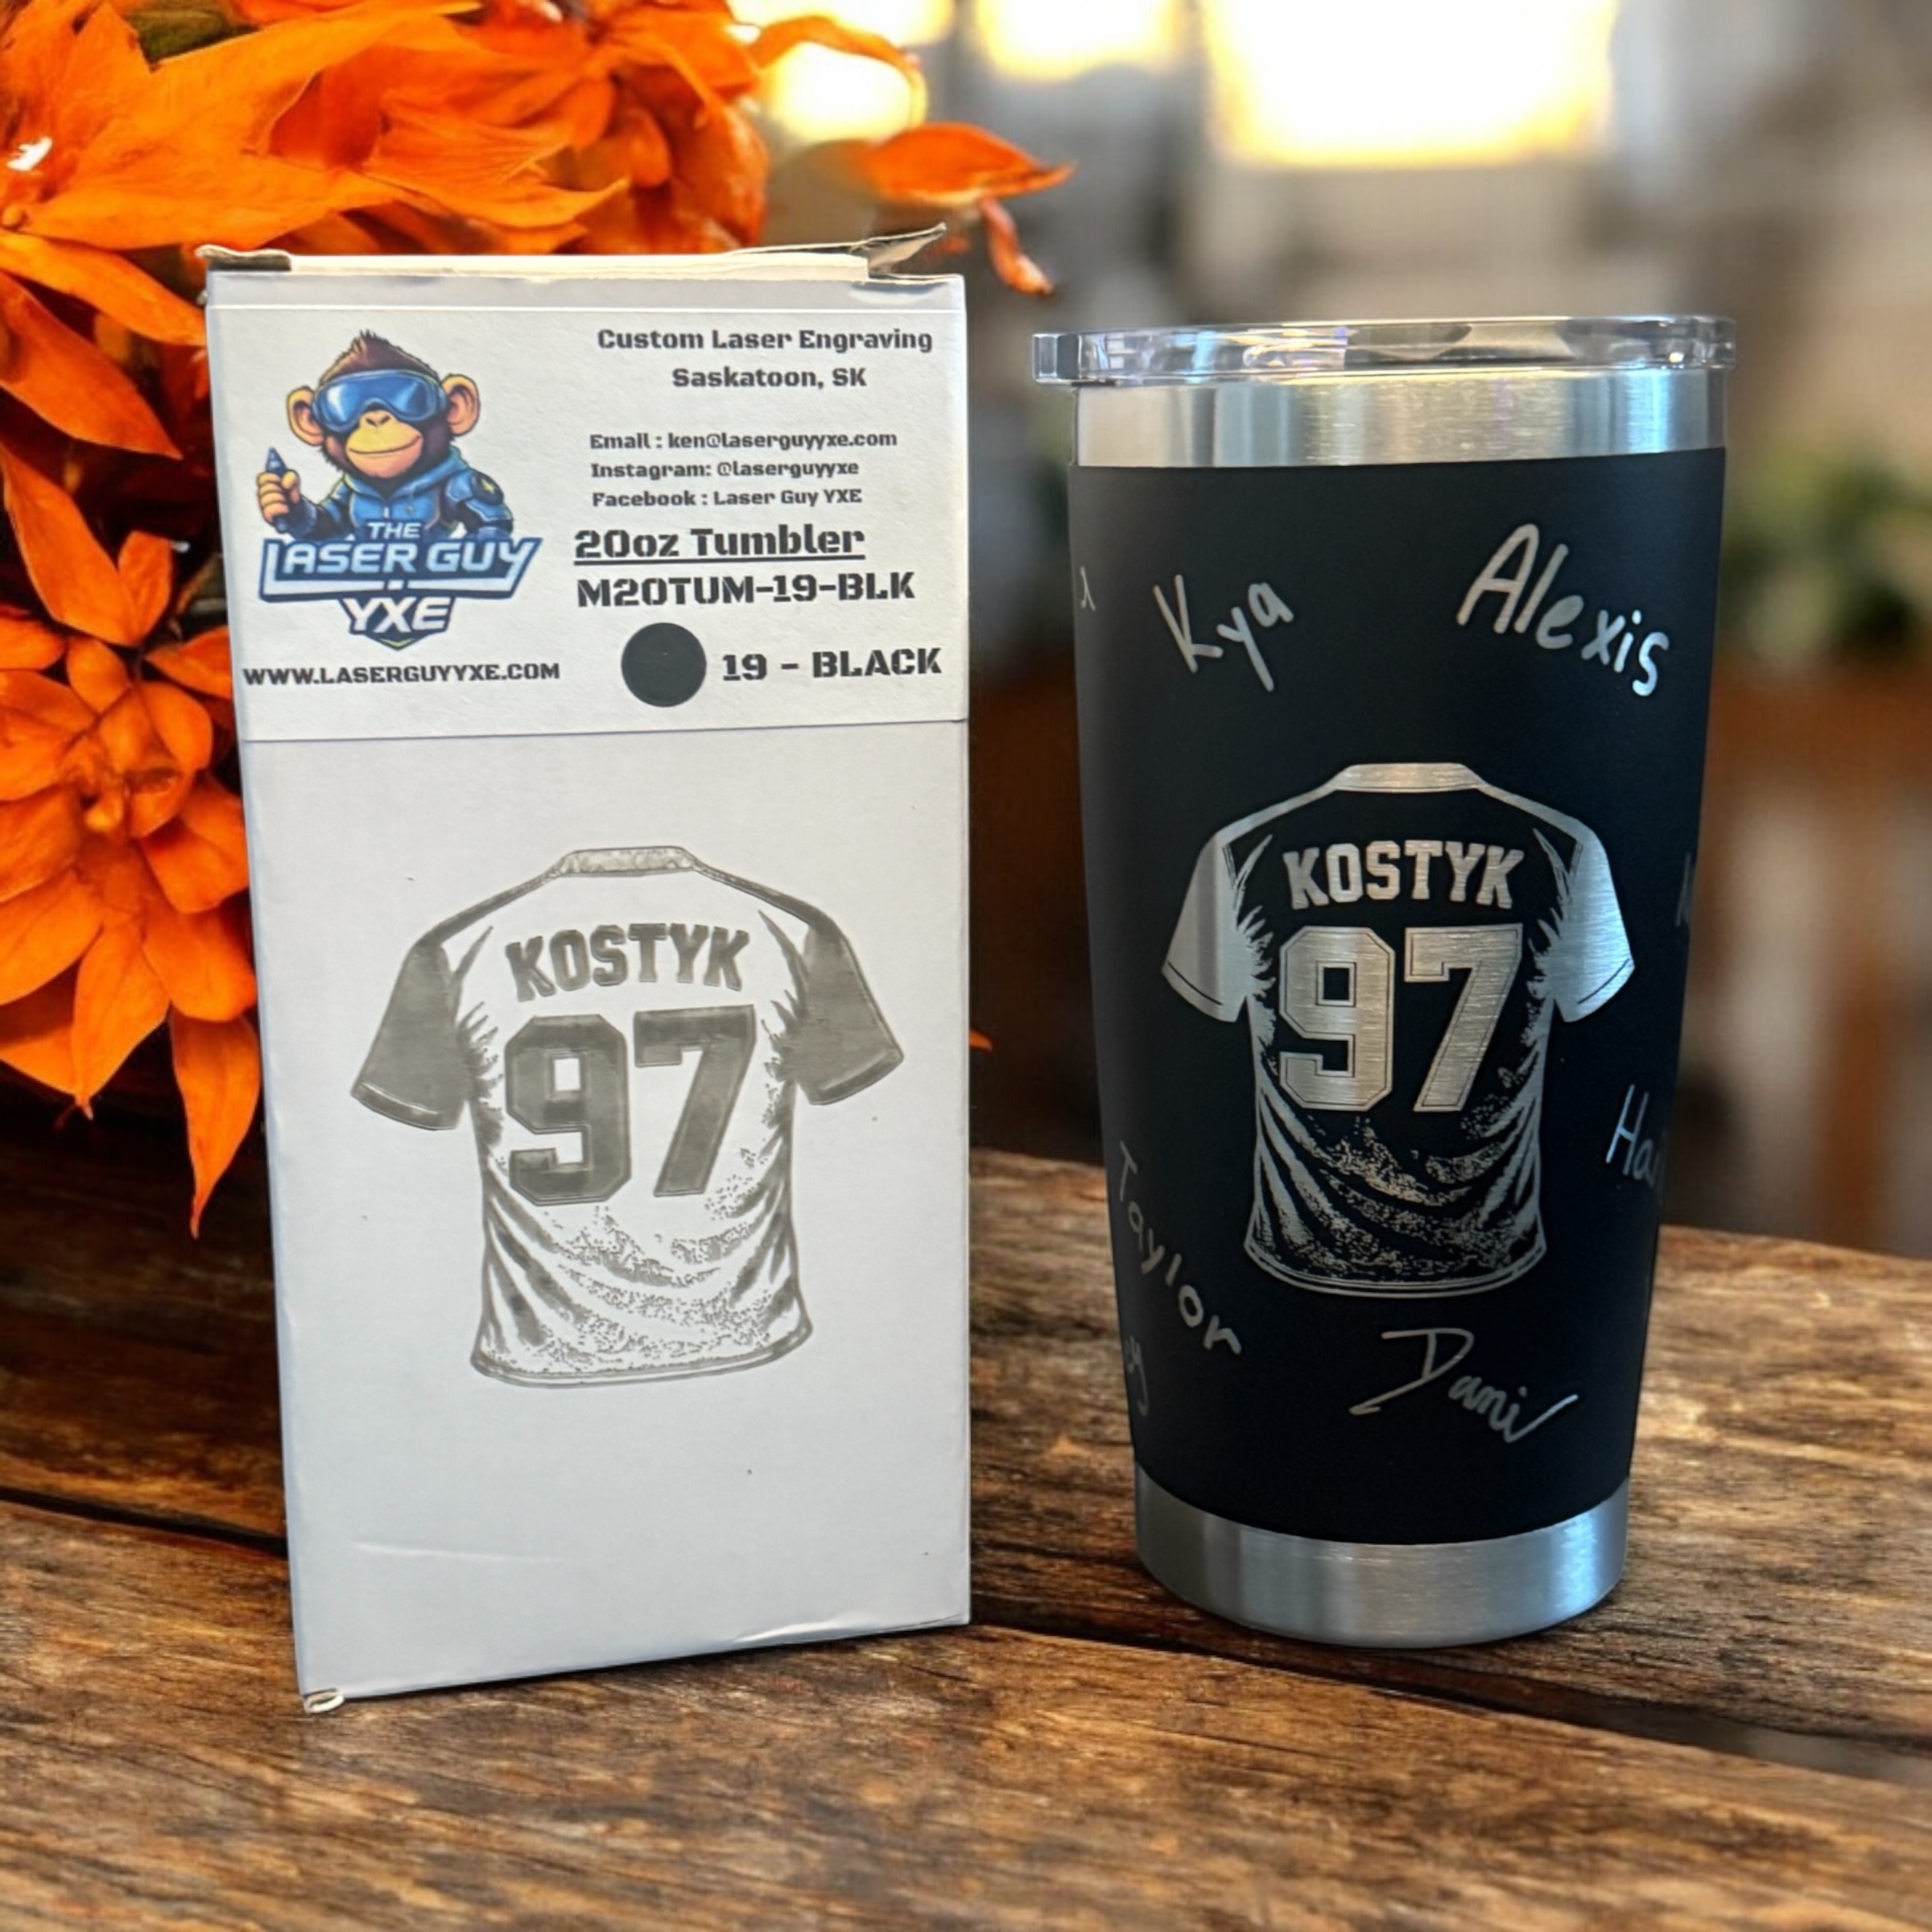 Custom Laser Engraving
Saskatoon, SK
Email : ken@laserguyyxe.com
Instagram: @laserguyyxe
Facebook : Laser Guy YXE
THE
LASER GUY
YXE
WWW.LASERGUYYXE.COM
20oz Tumbler
M20TUM-19-BLK
19 - BLACK
KOSTYK
97
Kya
Alexis
KOSTYK
97
Taylor
Dani